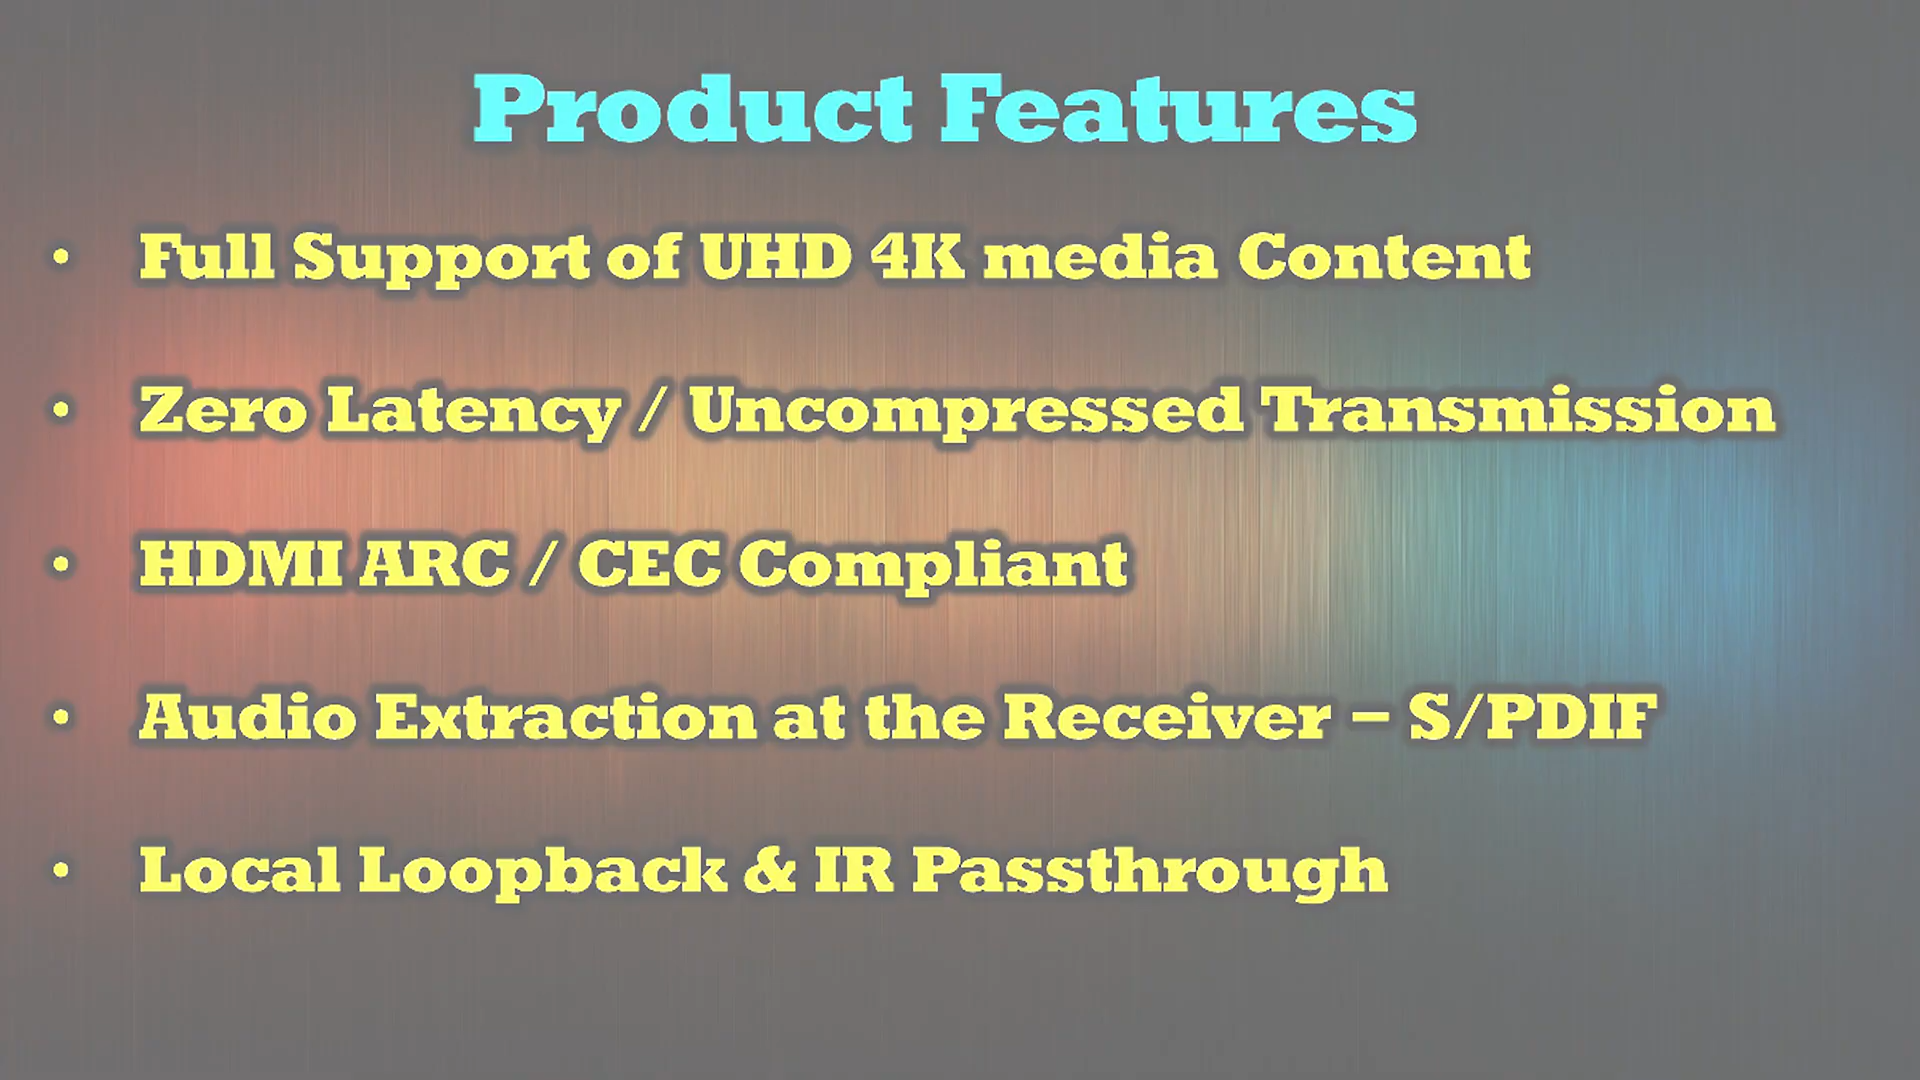 Product Features
• Full Support of UHD 4K media Content
• Zero Latency / Uncompressed Transmission
• HDMI ARC / CEC Compliant
• Audio Extraction at the Receiver – S/PDIF
• Local Loopback & IR Passthrough